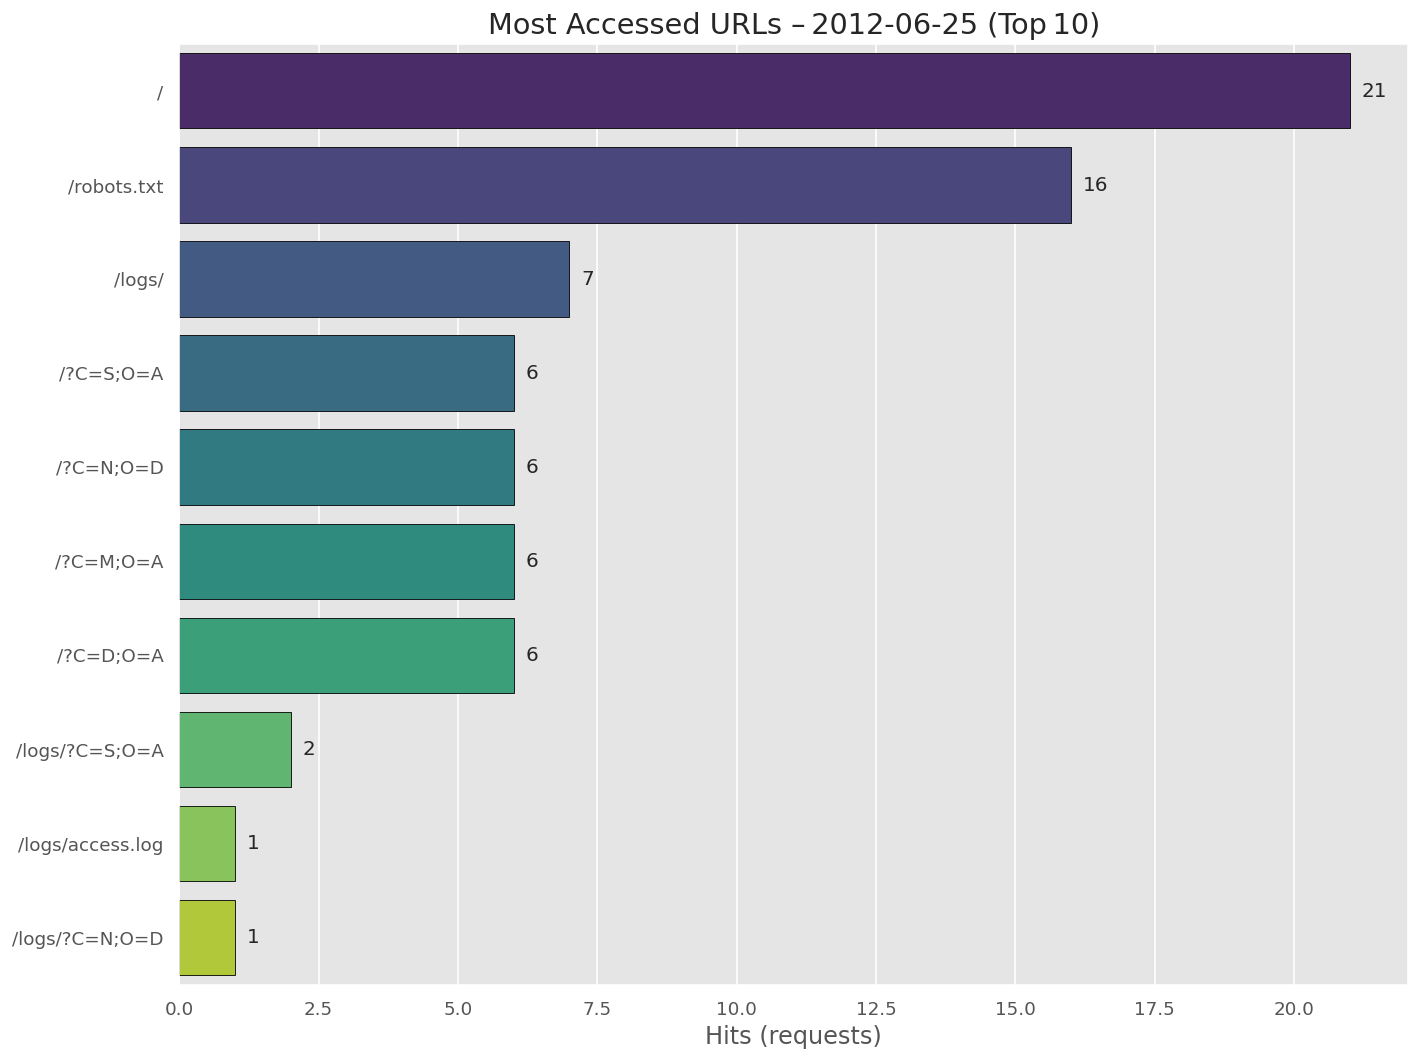 Most Accessed URLs – 2012-06-25 (Top 10)
/ 21
/robots.txt 16
/logs/ 7
/?C=S;O=A 6
/?C=N;O=D 6
/?C=M;O=A 6
/?C=D;O=A 6
/logs/?C=S;O=A 2
/logs/access.log 1
/logs/?C=N;O=D 1
0.0 2.5 5.0 7.5 10.0 12.5 15.0 17.5 20.0
Hits (requests)